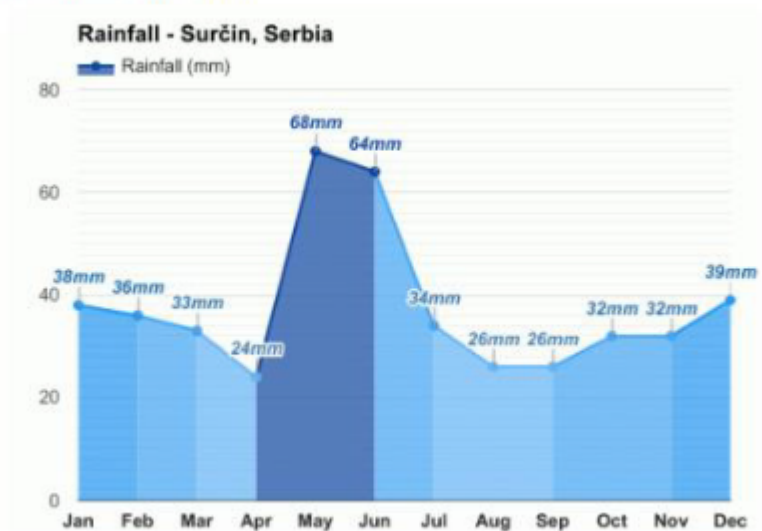 Rainfall - Surčin, Serbia
Rainfall (mm)
80
60
40
20
0
38mm
36mm
33mm
24mm
68mm
64mm
34mm
26mm
26mm
32mm
32mm
39mm
Jan Feb Mar Apr May Jun Jul Aug Sep Oct Nov Dec